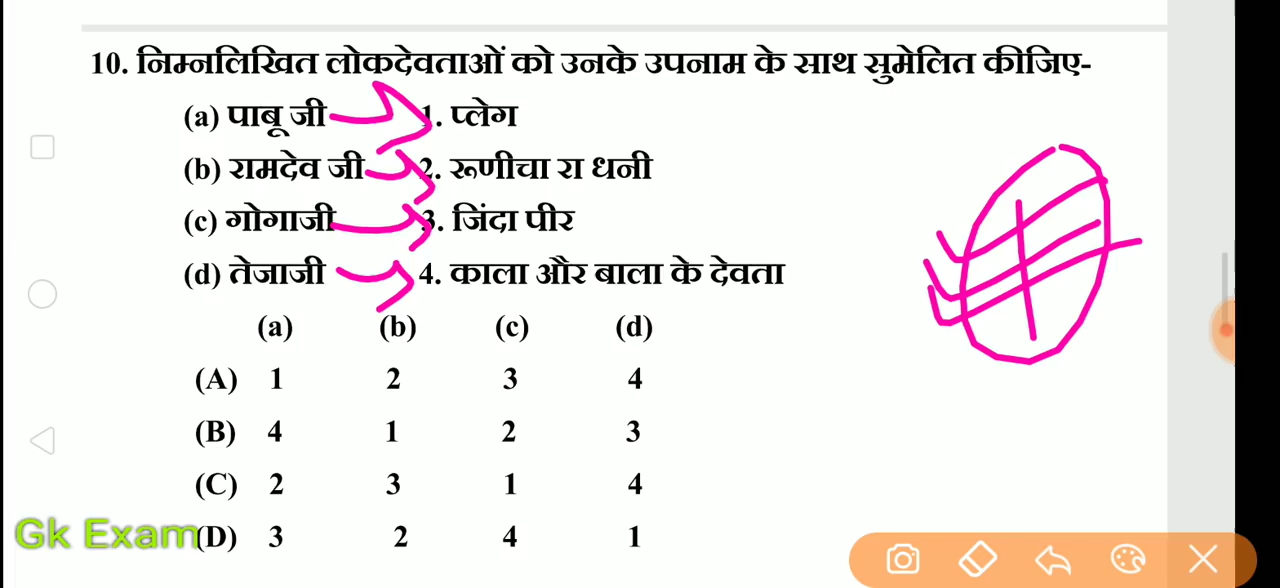 10. निम्नलिखित लोकदेवताओं को उनके उपनाम के साथ सुमेलित कीजिए-
(a) पाबू जी 1. प्लेग
(b) रामदेव जी 2. रूणीचा रा धनी
(c) गोगाजी 3. जिंदा पीर
(d) तेजाजी 4. काला और बाला के देवता
(a) (b) (c) (d)
(A) 1 2 3 4
(B) 4 1 2 3
(C) 2 3 1 4
(D) 3 2 4 1
Gk Exam